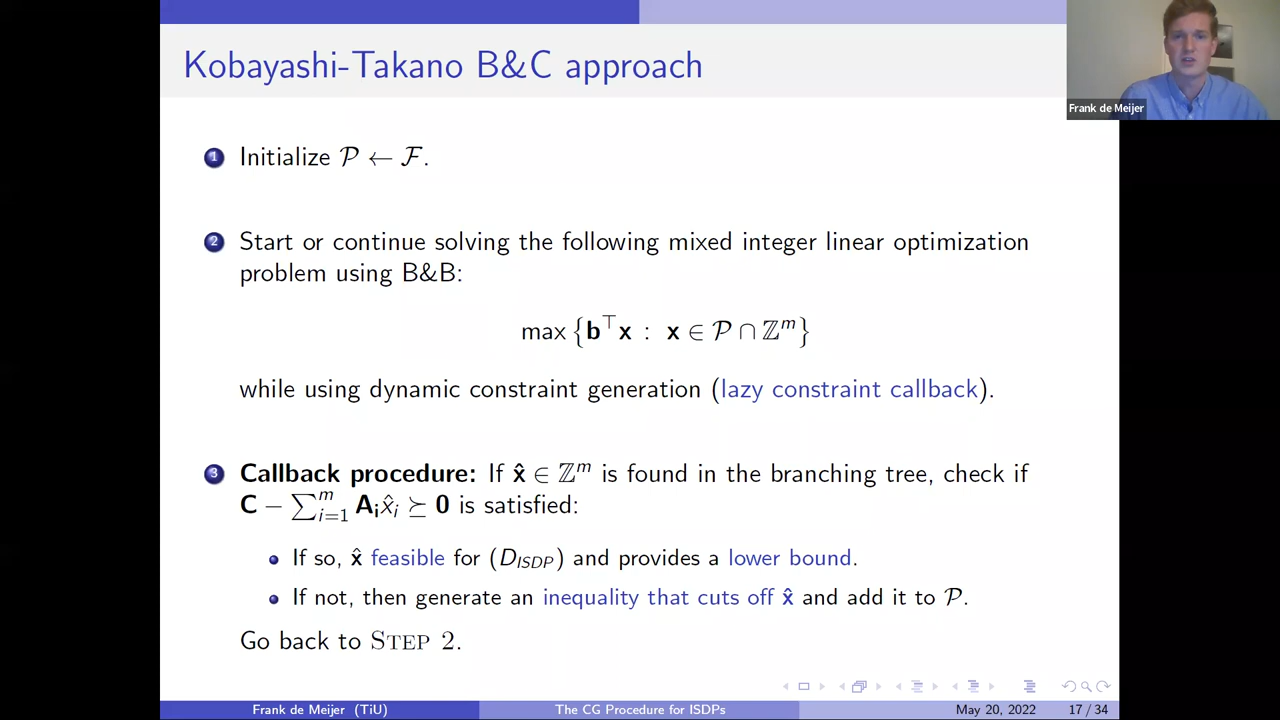 Kobayashi-Takano B&C approach
Frank de Meijer
1 Initialize 𝒫 ← ℱ.
2 Start or continue solving the following mixed integer linear optimization
problem using B&B:
max {b⊤x : x ∈ 𝒫 ∩ ℤᵐ}
while using dynamic constraint generation (lazy constraint callback).
3 Callback procedure: If x̂ ∈ ℤᵐ is found in the branching tree, check if
C − ∑ᵐᵢ₌₁ Aᵢx̂ᵢ ⪰ 0 is satisfied:
If so, x̂ feasible for (D_ISDP) and provides a lower bound.
If not, then generate an inequality that cuts off x̂ and add it to 𝒫.
Go back to STEP 2.
Frank de Meijer (TiU) The CG Procedure for ISDPs May 20, 2022 17 / 34